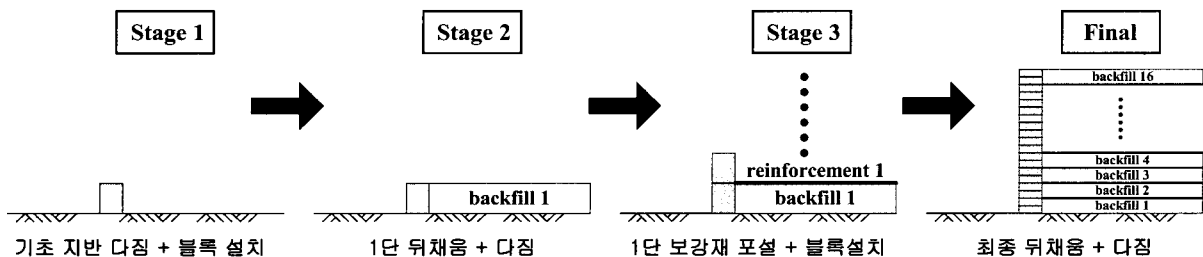 Stage 1
Stage 2
Stage 3
Final
backfill 1
reinforcement 1
backfill 1
backfill 16
backfill 4
backfill 3
backfill 2
backfill 1
기초 지반 다짐 + 블록 설치
1단 뒤채움 + 다짐
1단 보강재 포설 + 블록설치
최종 뒤채움 + 다짐